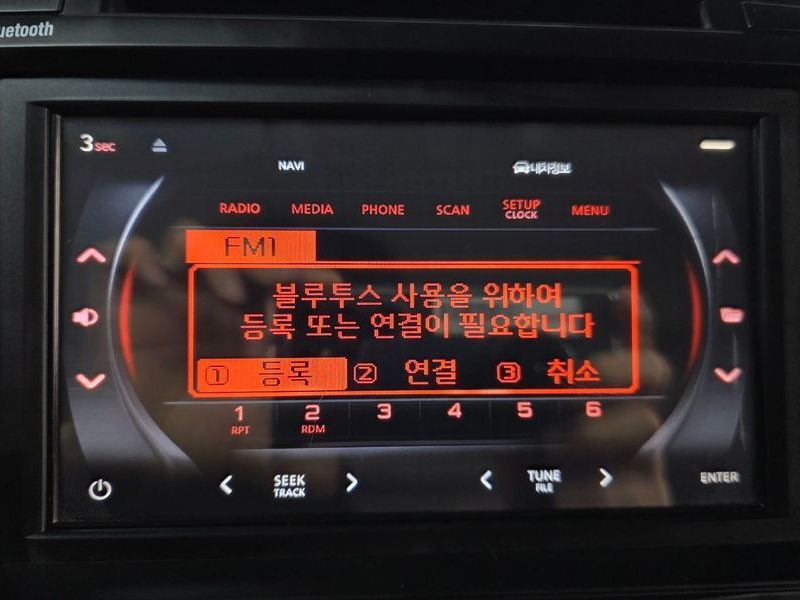 uetooth
3sec
NAVI 내차정보
RADIO MEDIA PHONE SCAN SETUP CLOCK MENU
FM1
블루투스 사용을 위하여
등록 또는 연결이 필요합니다
① 등록 ② 연결 ③ 취소
1 2 3 4 5 6
RPT RDM
SEEK TRACK TUNE FILE ENTER